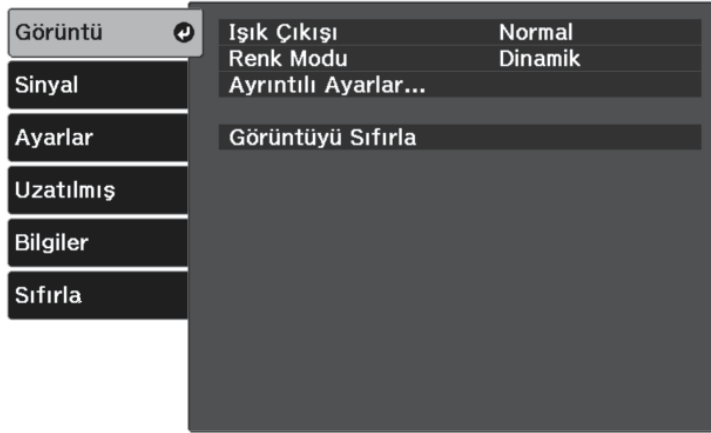 Görüntü
Sinyal
Ayarlar
Uzatılmış
Bilgiler
Sıfırla
Işık Çıkışı Normal
Renk Modu Dinamik
Ayrıntılı Ayarlar...
Görüntüyü Sıfırla